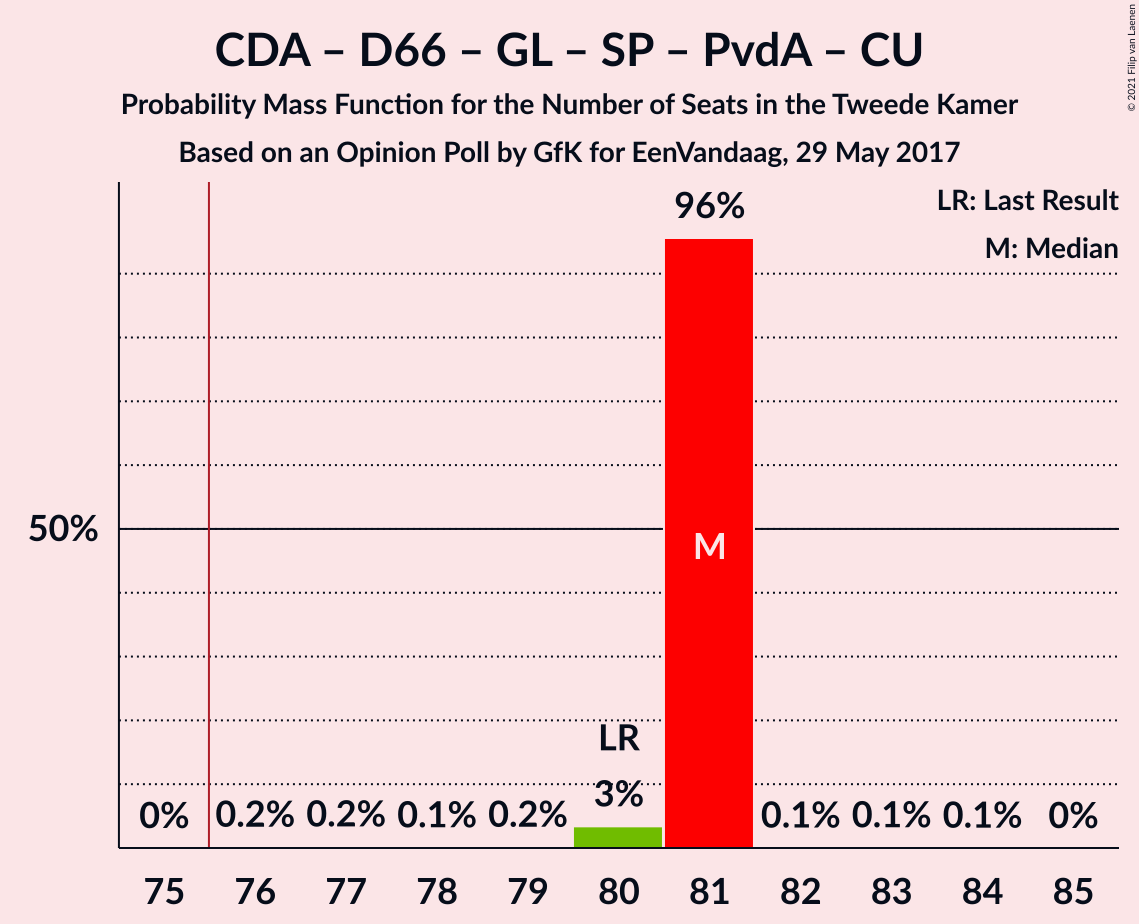 CDA – D66 – GL – SP – PvdA – CU
Probability Mass Function for the Number of Seats in the Tweede Kamer
Based on an Opinion Poll by GfK for EenVandaag, 29 May 2017
© 2021 Filip van Laenen
LR: Last Result
M: Median
96%
50%
M
LR
3%
0% 0.2% 0.2% 0.1% 0.2% 0.1% 0.1% 0.1% 0%
75 76 77 78 79 80 81 82 83 84 85